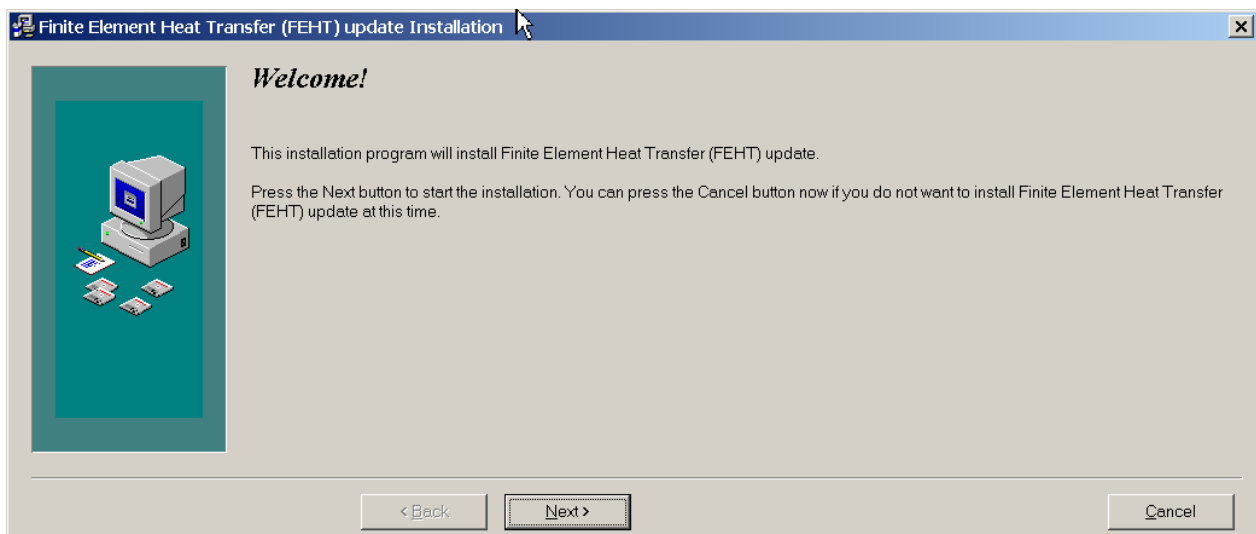 Finite Element Heat Transfer (FEHT) update Installation
Welcome!
This installation program will install Finite Element Heat Transfer (FEHT) update.
Press the Next button to start the installation. You can press the Cancel button now if you do not want to install Finite Element Heat Transfer
(FEHT) update at this time.
< Back
Next >
Cancel